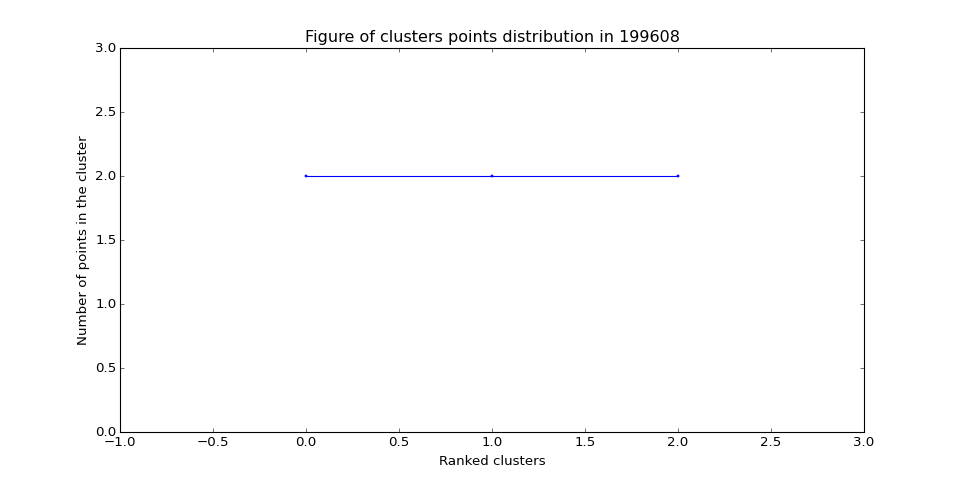 Figure of clusters points distribution in 199608
3.0
2.5
2.0
1.5
1.0
0.5
0.0
Number of points in the cluster
−1.0 −0.5 0.0 0.5 1.0 1.5 2.0 2.5 3.0
Ranked clusters